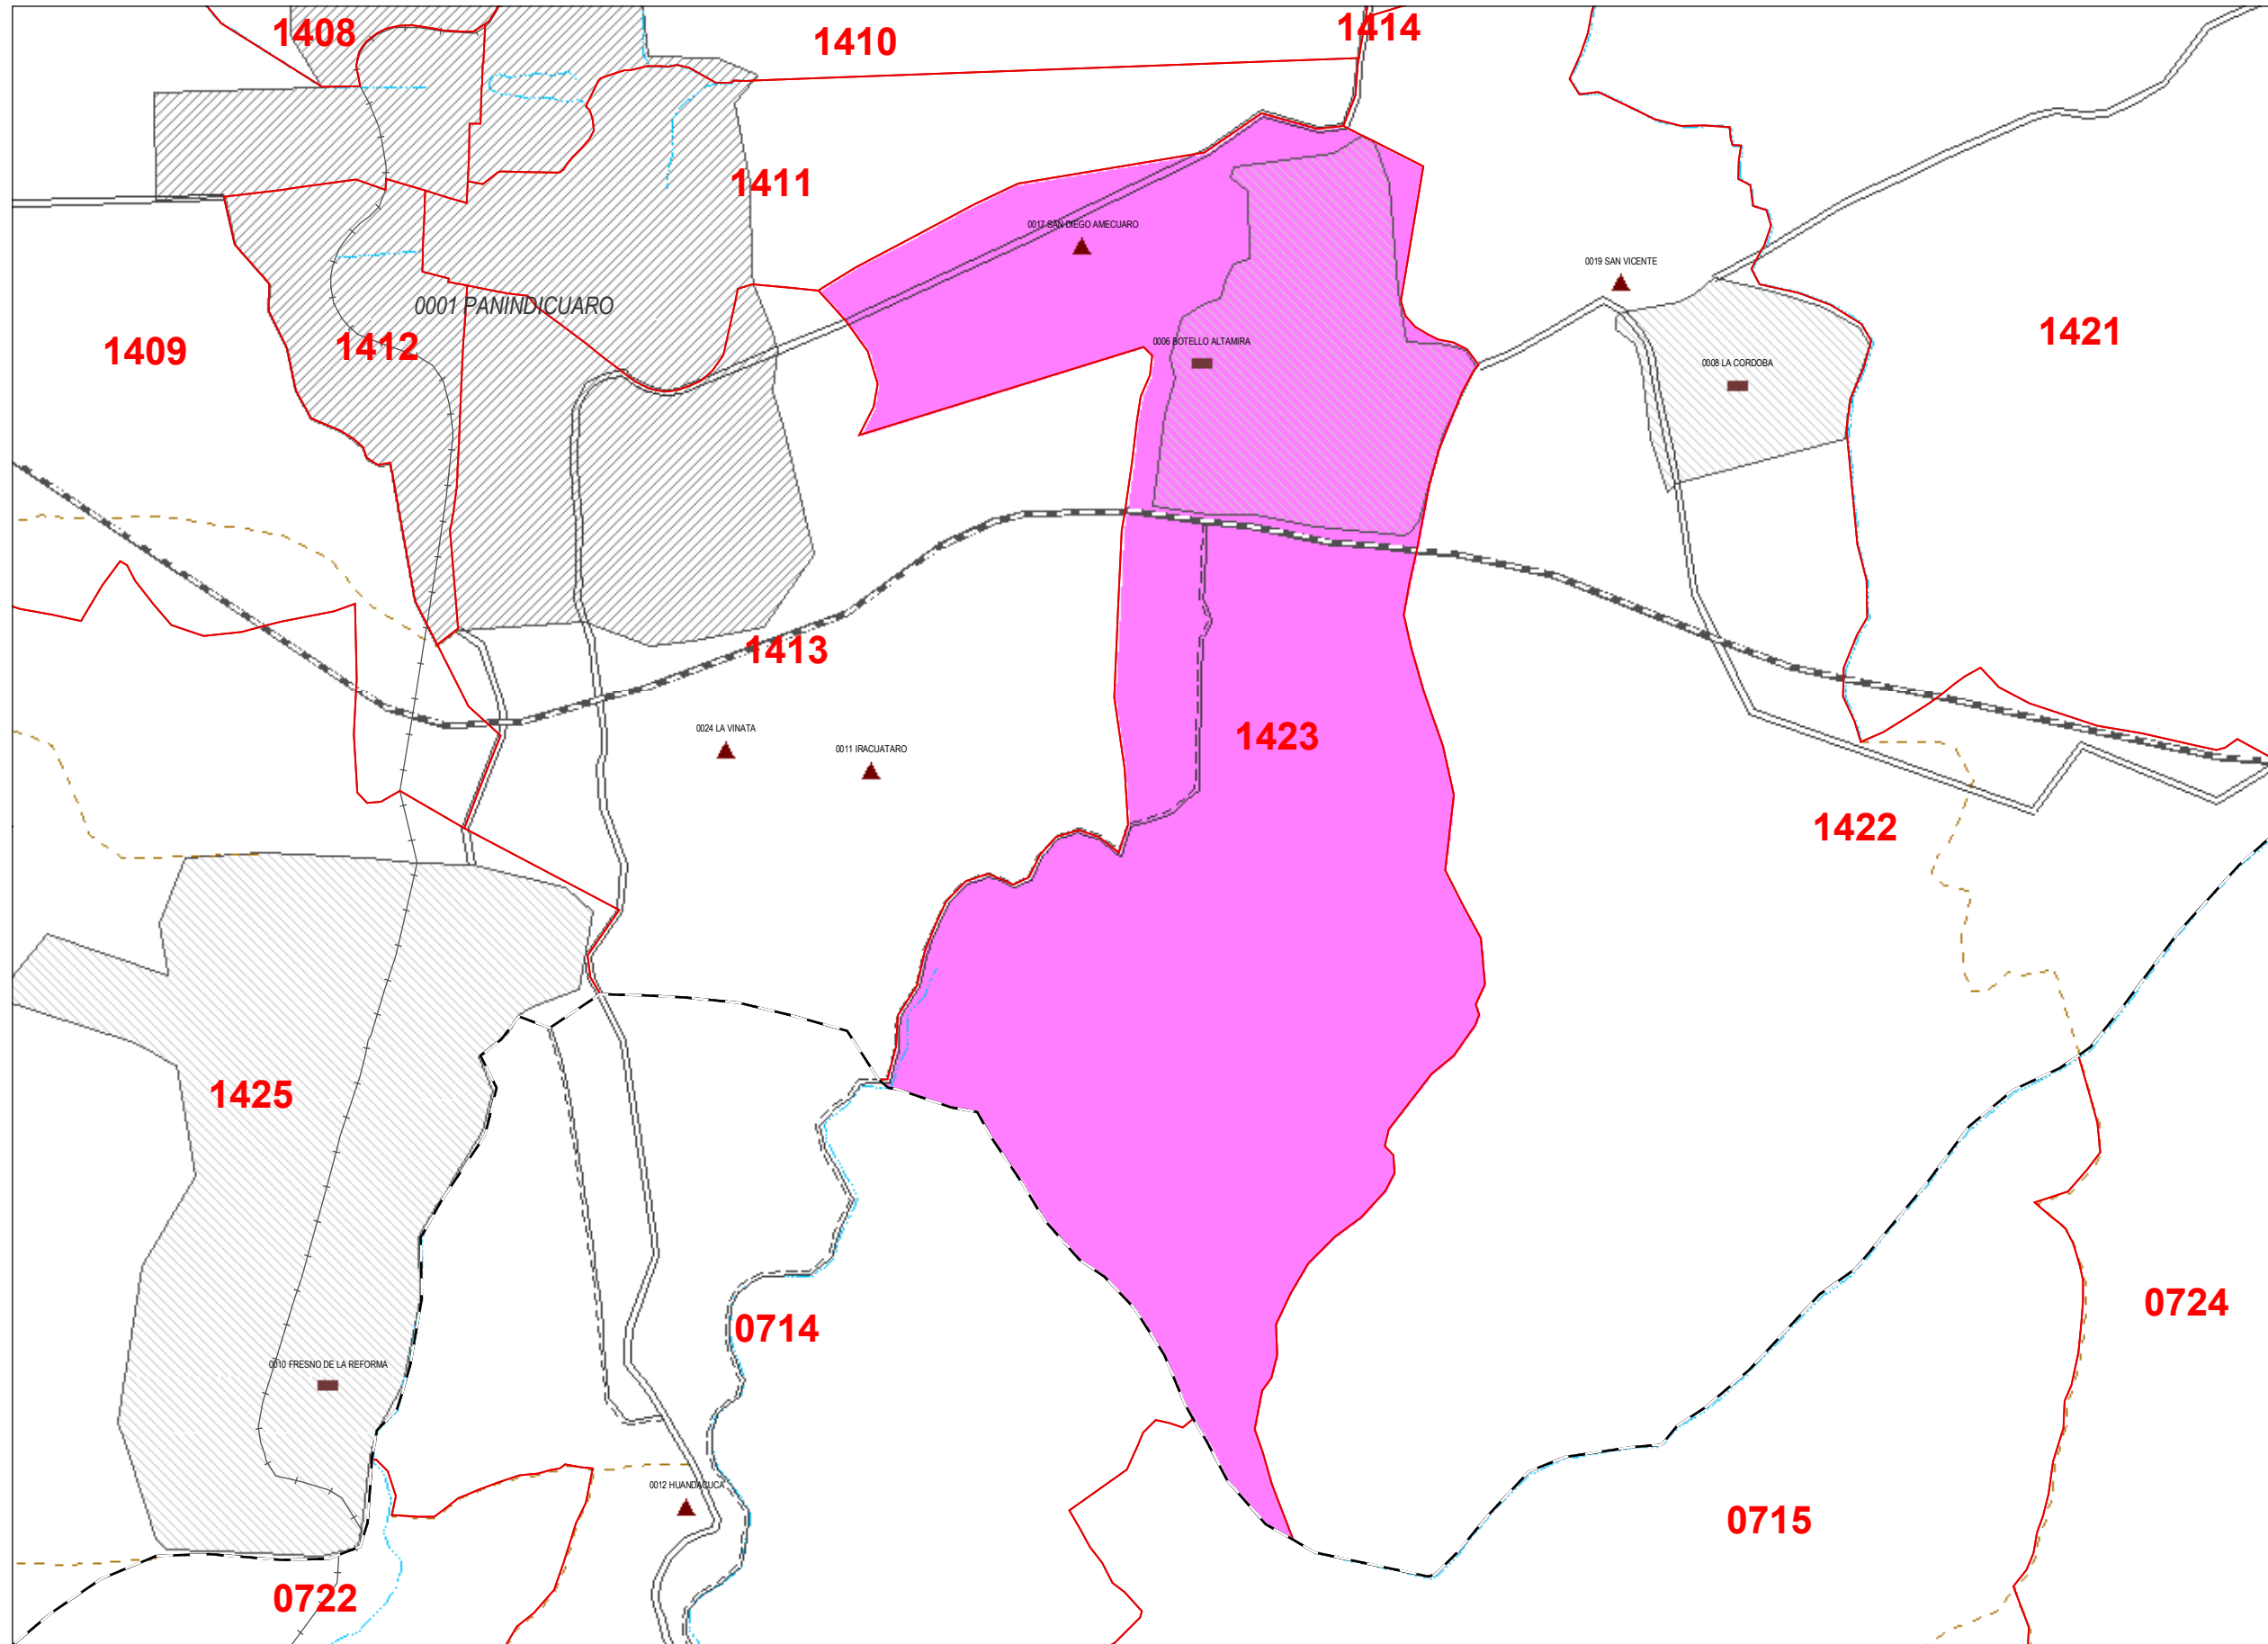 1408
1410
1414
1411
0017 SAN DIEGO AMECUARO
0019 SAN VICENTE
0001 PANINDICUARO
1409
1412
0006 BOTELLO ALTAMIRA
0008 LA CORDOBA
1421
1413
0024 LA VINATA
0011 IRACUATARO
1423
1422
1425
0714
0724
0010 FRESNO DE LA REFORMA
0012 HUANDACUCA
0715
0722